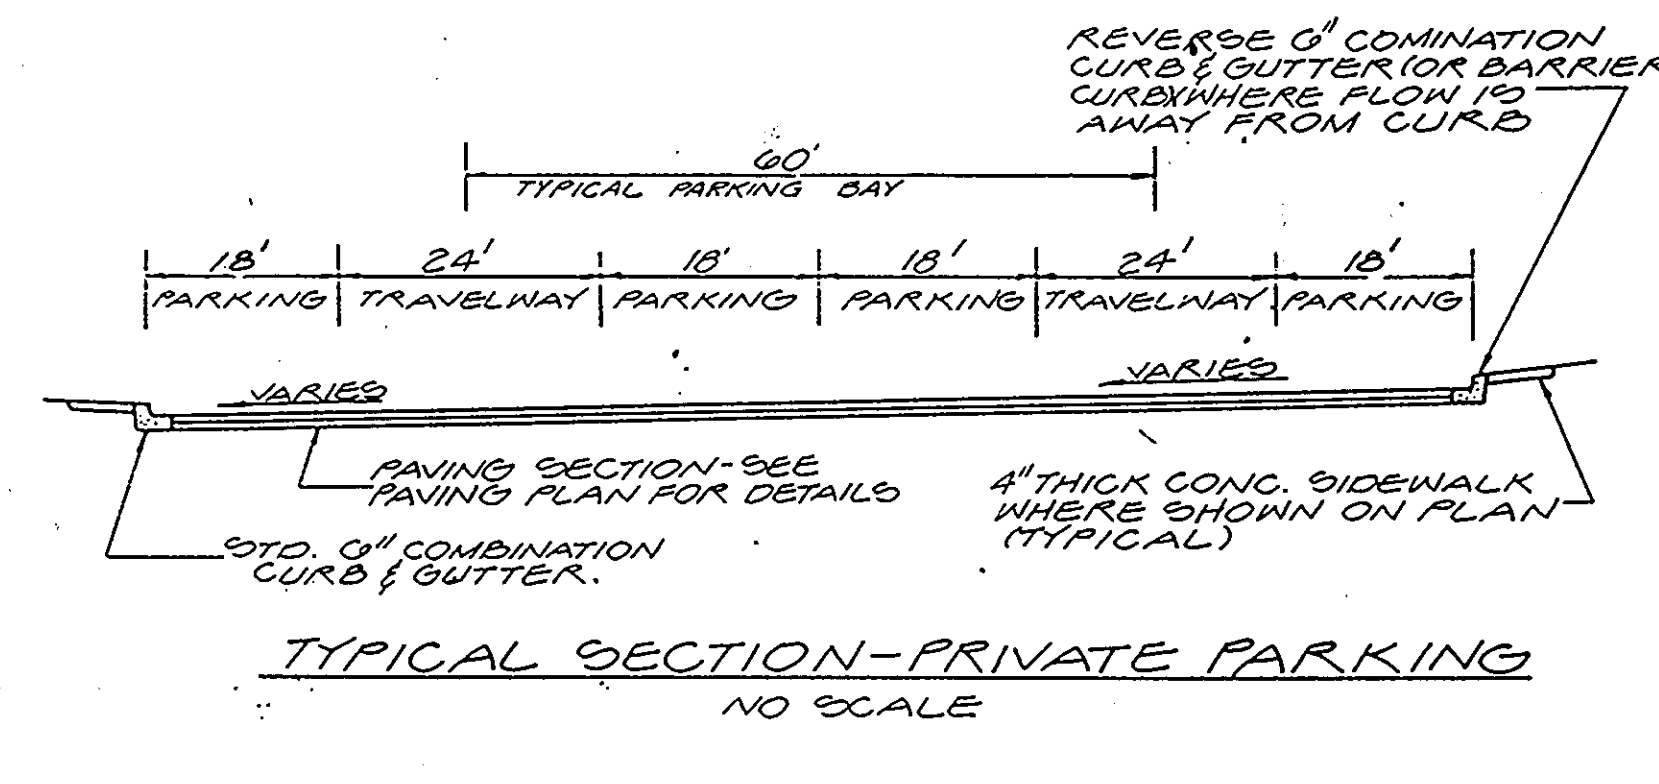 REVERSE 6" COMINATION
CURB & GUTTER (OR BARRIER
CURB) WHERE FLOW IS
AWAY FROM CURB
60'
TYPICAL PARKING BAY
18' 24' 18' 18' 24' 18'
PARKING TRAVELWAY PARKING PARKING TRAVELWAY PARKING
VARIES VARIES
PAVING SECTION-SEE
PAVING PLAN FOR DETAILS
4" THICK CONC. SIDEWALK
WHERE SHOWN ON PLAN
(TYPICAL)
STD. 6" COMBINATION
CURB & GUTTER.
TYPICAL SECTION-PRIVATE PARKING
NO SCALE